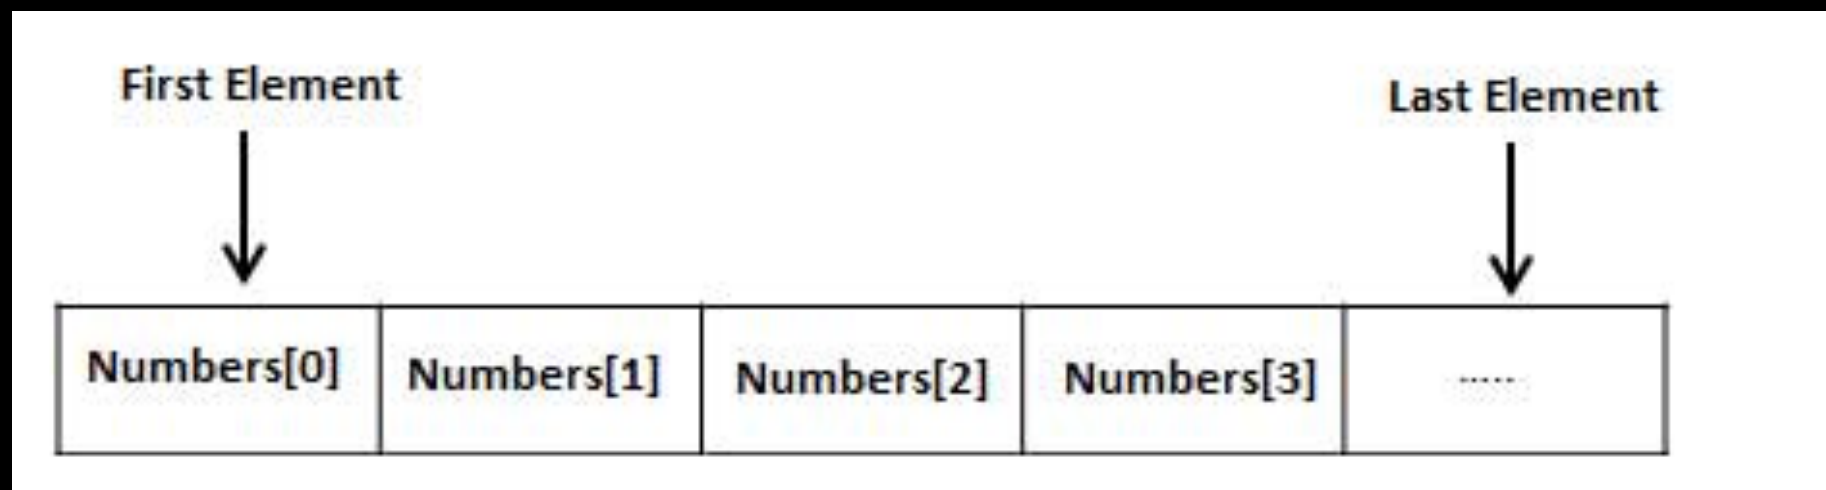 First Element
Last Element
Numbers[0] Numbers[1] Numbers[2] Numbers[3] .....